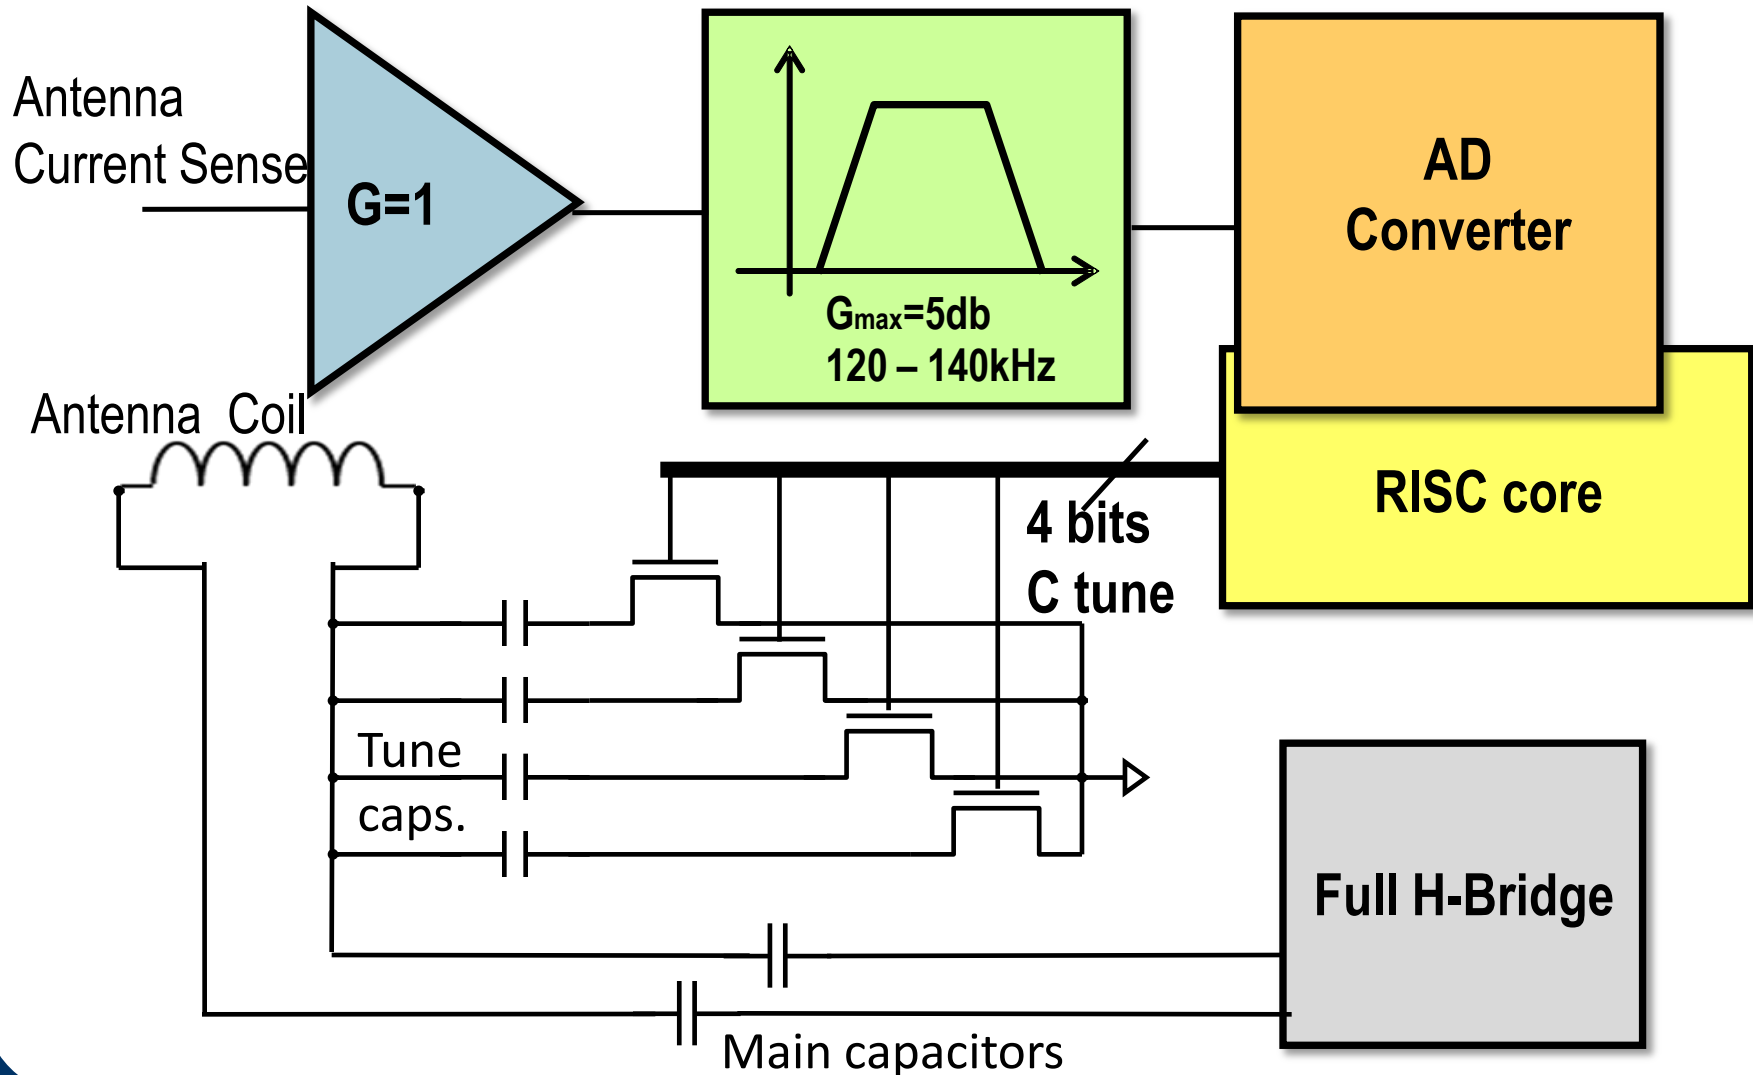 Antenna
Current Sense
G=1
Gmax=5db
120 – 140kHz
AD
Converter
RISC core
Antenna Coil
4 bits
C tune
Tune
caps.
Full H-Bridge
Main capacitors